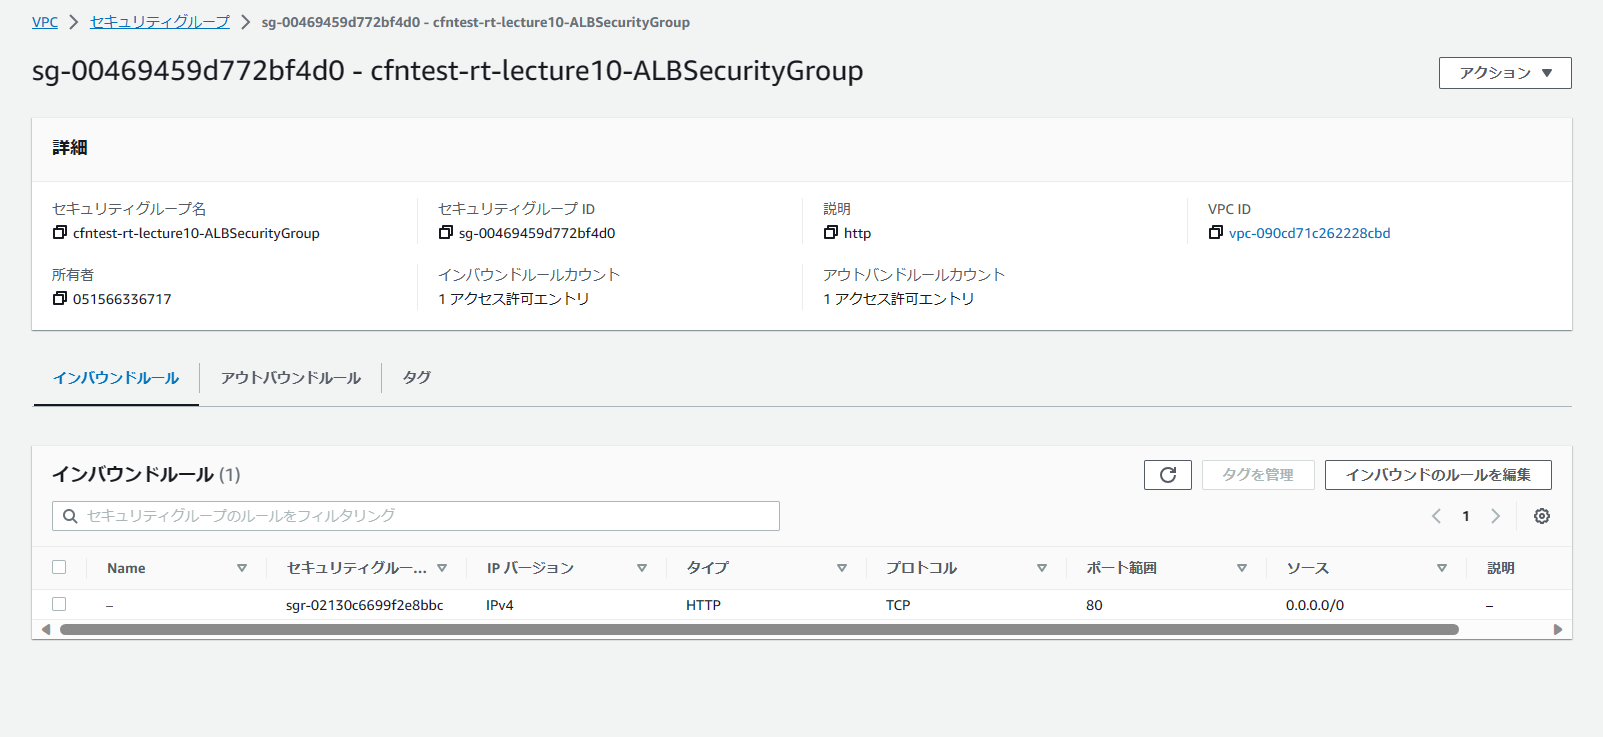 VPC > セキュリティグループ > sg-00469459d772bf4d0 - cfntest-rt-lecture10-ALBSecurityGroup
sg-00469459d772bf4d0 - cfntest-rt-lecture10-ALBSecurityGroup
アクション ▼
詳細
セキュリティグループ名
cfntest-rt-lecture10-ALBSecurityGroup
セキュリティグループ ID
sg-00469459d772bf4d0
説明
http
VPC ID
vpc-090cd71c262228cbd
所有者
051566336717
インバウンドルールカウント
1 アクセス許可エントリ
アウトバンドルールカウント
1 アクセス許可エントリ
インバウンドルール アウトバウンドルール タグ
インバウンドルール (1)
タグを管理 インバウンドのルールを編集
セキュリティグループのルールをフィルタリング
1
Name セキュリティグルー... IP バージョン タイプ プロトコル ポート範囲 ソース 説明
– sgr-02130c6699f2e8bbc IPv4 HTTP TCP 80 0.0.0.0/0 –